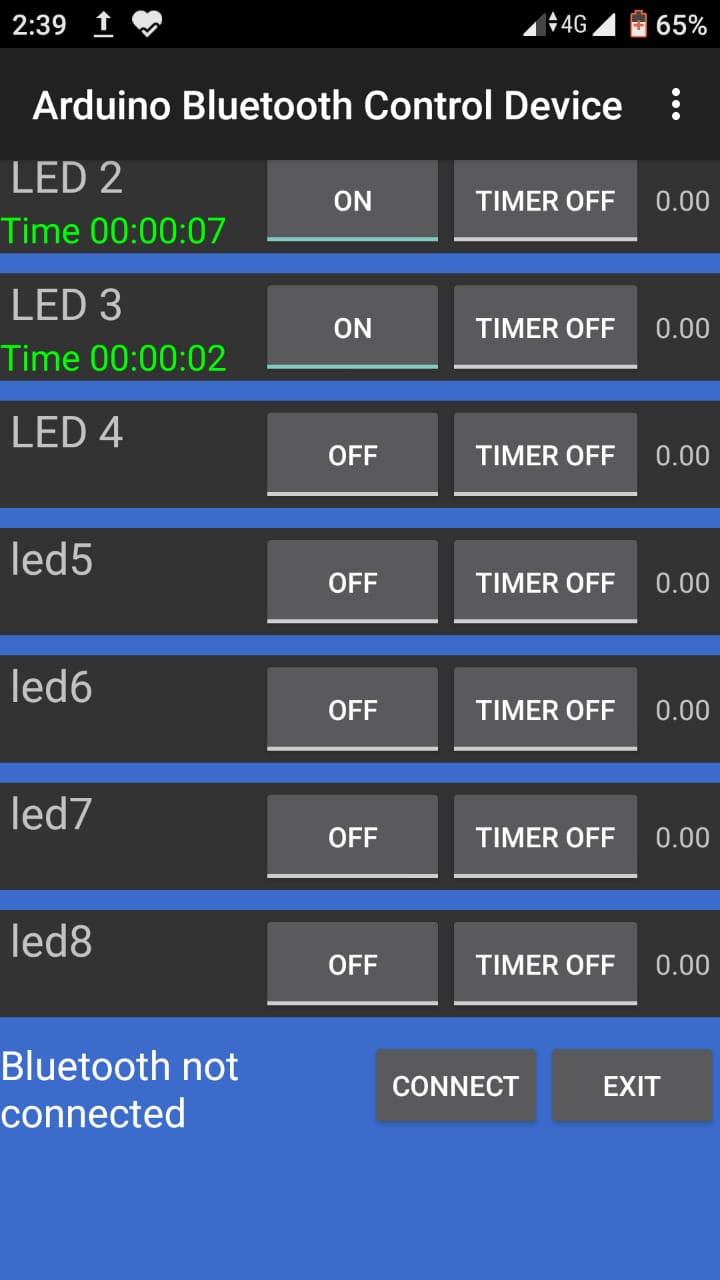 2:39 4G 65%
Arduino Bluetooth Control Device
LED 2 ON TIMER OFF 0.00
Time 00:00:07
LED 3 ON TIMER OFF 0.00
Time 00:00:02
LED 4 OFF TIMER OFF 0.00
led5 OFF TIMER OFF 0.00
led6 OFF TIMER OFF 0.00
led7 OFF TIMER OFF 0.00
led8 OFF TIMER OFF 0.00
Bluetooth not
connected
CONNECT EXIT